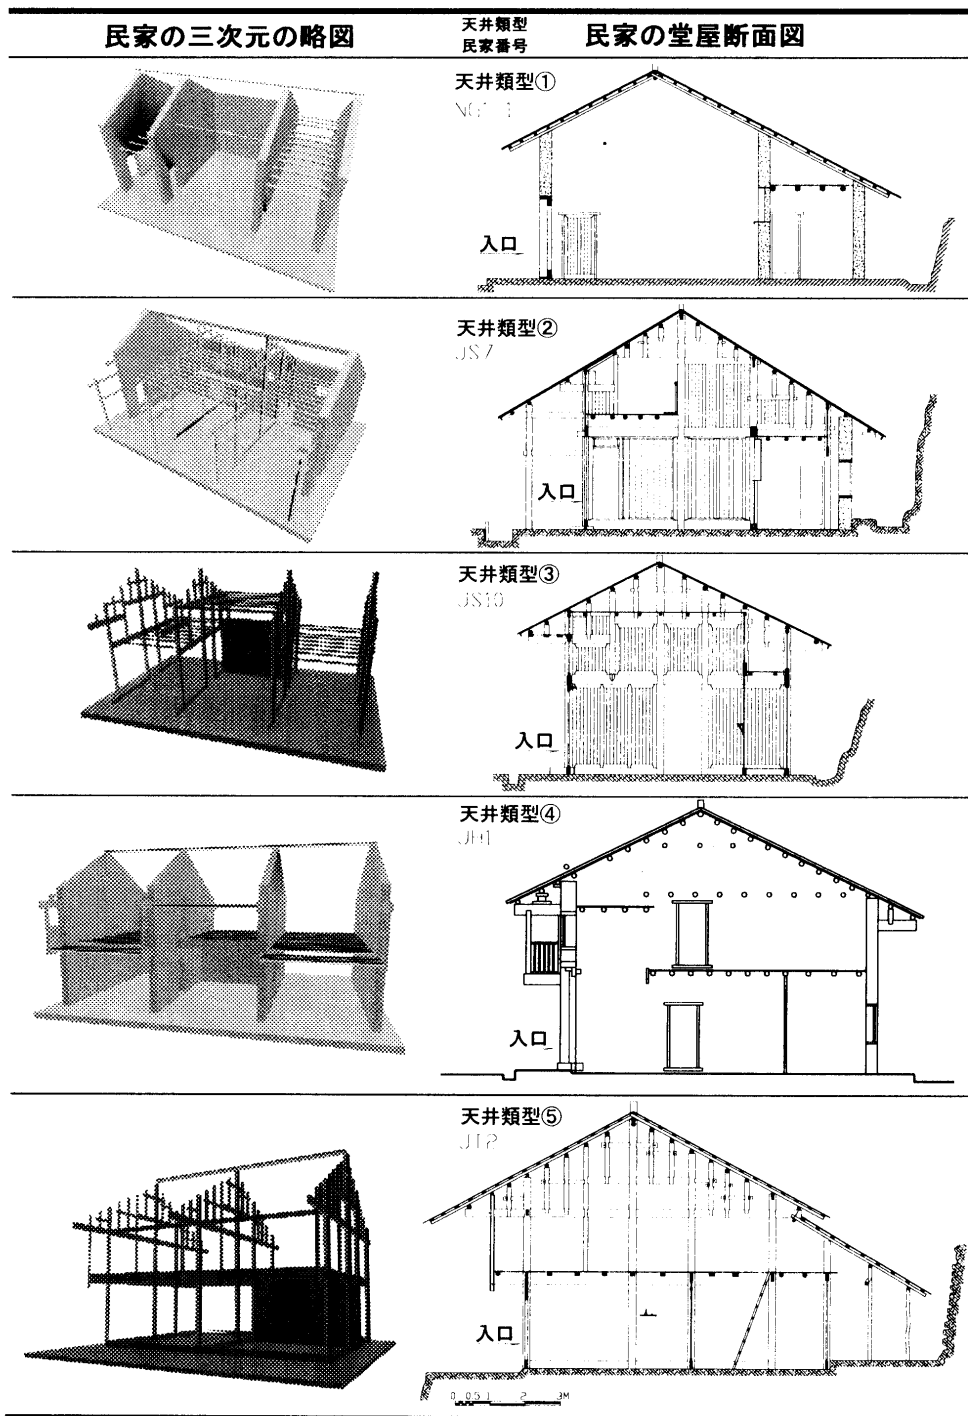 民家の三次元の略図
天井類型
民家番号
民家の堂屋断面図
天井類型①
入口
天井類型②
JS7
入口
天井類型③
JS10
入口
天井類型④
JH1
入口
天井類型⑤
JT2
入口
0 0.5 1 2 3M